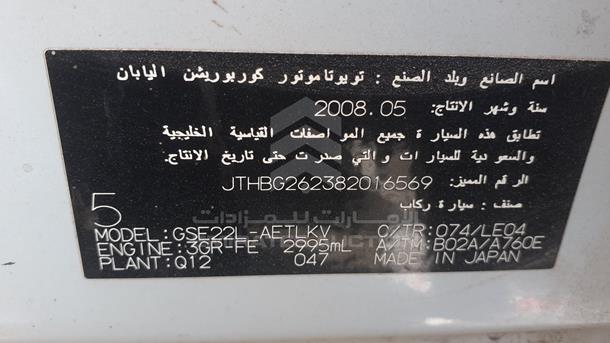 اسم الصانع وبلد الصنع : تويوتاموتور كوربوريشن اليابان
سنة وشهر الانتاج: 2008.05
تطابق هذه السيارة جميع المواصفات القياسية الخليجية
والسعودية للسيارات والتي صدرت حتى تاريخ الانتاج.
الرقم المميز: JTHBG262382016569
صنف : سيارة ركاب
5
الإمارات للمزادات
MODEL:GSE22L-AETLKV C/TR:074/LE04
ENGINE:3GR-FE 2995mL A/TM:B02A/A760E
PLANT:Q12 047 MADE IN JAPAN